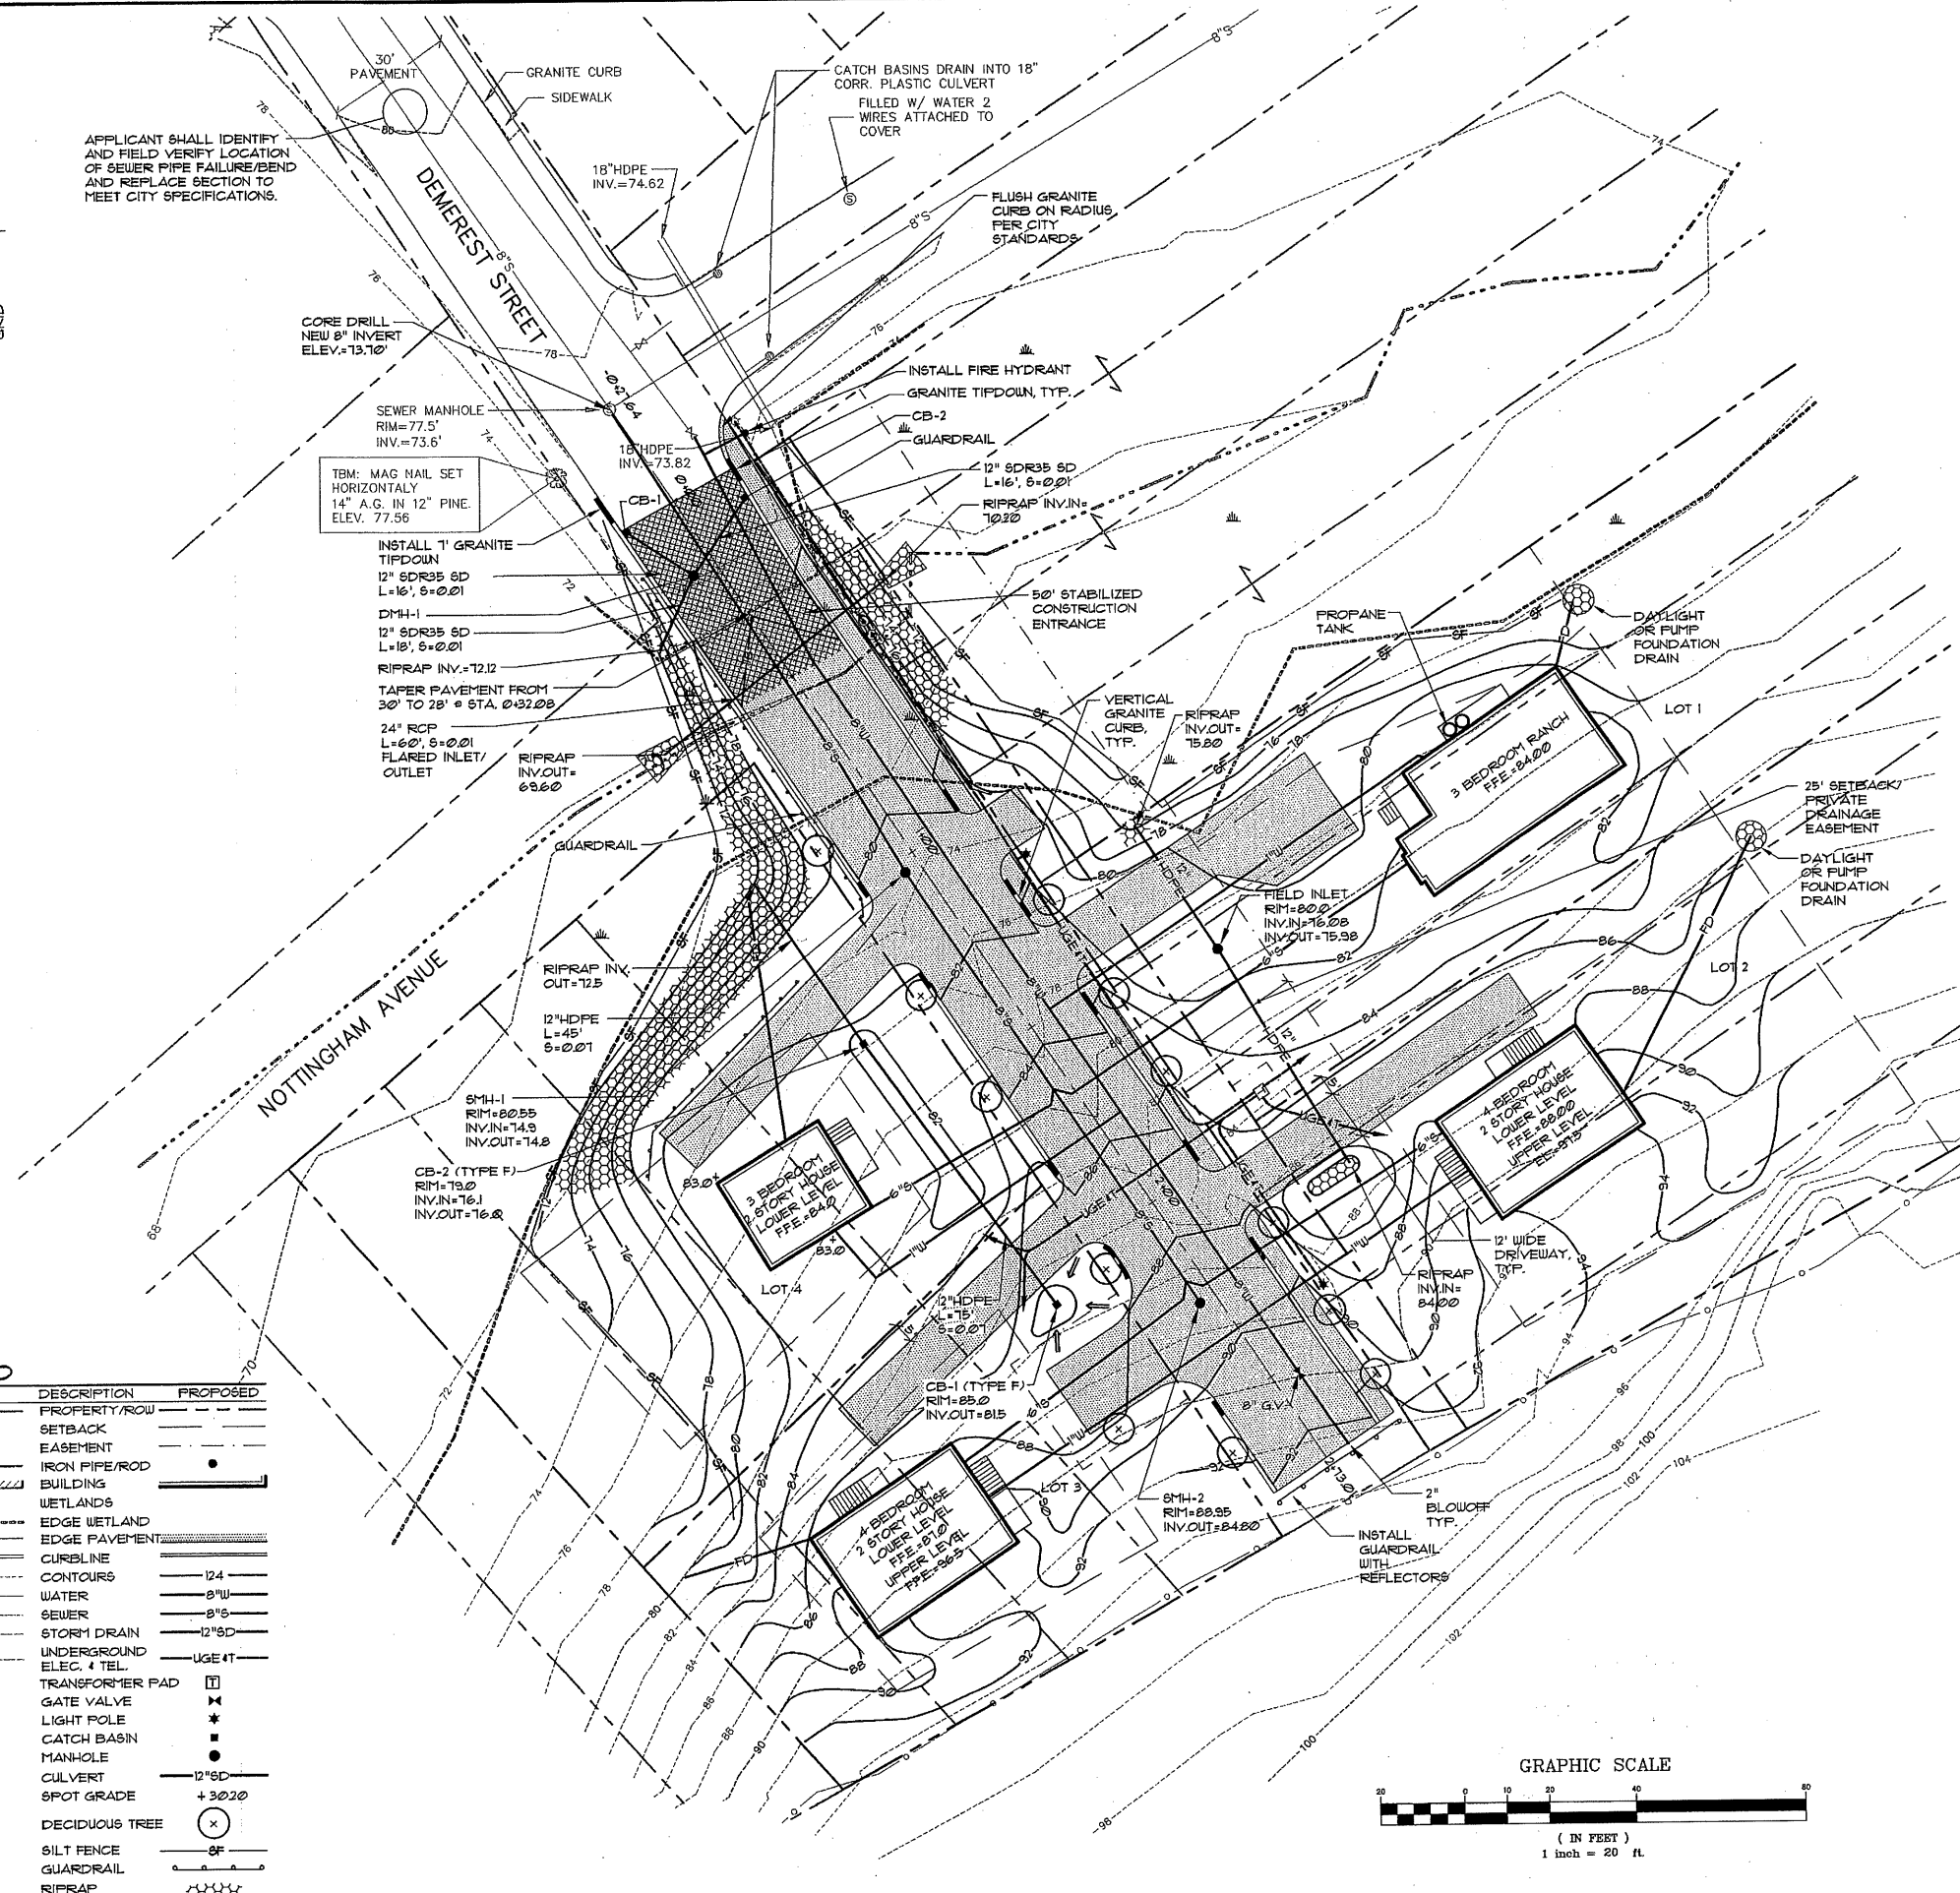 30'
PAVEMENT
GRANITE CURB
SIDEWALK
CATCH BASINS DRAIN INTO 18"
CORR. PLASTIC CULVERT
FILLED W/ WATER 2
WIRES ATTACHED TO
COVER
8"S
APPLICANT SHALL IDENTIFY
AND FIELD VERIFY LOCATION
OF SEWER PIPE FAILURE/BEND
AND REPLACE SECTION TO
MEET CITY SPECIFICATIONS.
DEMEREST STREET
8"S
18"HDPE
INV.=74.62
8"S
FLUSH GRANITE
CURB ON RADIUS
PER CITY
STANDARDS
CORE DRILL
NEW 8" INVERT
ELEV.=73.70'
SEWER MANHOLE
RIM=77.5'
INV.=73.6'
TBM: MAG NAIL SET
HORIZONTALY
14" A.G. IN 12" PINE.
ELEV. 77.56
INSTALL FIRE HYDRANT
GRANITE TIPDOWN, TYP.
CB-2
GUARDRAIL
18"HDPE
INV.=73.82
12" SDR35 SD
L=16', S=0.01
RIPRAP INV.IN=
70.20
CB-1
INSTALL 7' GRANITE
TIPDOWN
12" SDR35 SD
L=16', S=0.01
DMH-1
12" SDR35 SD
L=18', S=0.01
RIPRAP INV.=72.12
TAPER PAVEMENT FROM
30' TO 28' @ STA. 0+32.08
24" RCP
L=60', S=0.01
FLARED INLET/
OUTLET
RIPRAP
INV.OUT=
69.60
50' STABILIZED
CONSTRUCTION
ENTRANCE
PROPANE
TANK
DAYLIGHT
OR PUMP
FOUNDATION
DRAIN
VERTICAL
GRANITE
CURB,
TYP.
RIPRAP
INV.OUT=
75.80
LOT 1
3 BEDROOM RANCH
F.F.E.=84.00
25' SETBACK/
PRIVATE
DRAINAGE
EASEMENT
DAYLIGHT
OR PUMP
FOUNDATION
DRAIN
GUARDRAIL
FIELD INLET
RIM=80.0
INV.IN=76.08
INV.OUT=75.98
LOT 2
NOTTINGHAM AVENUE
RIPRAP INV.
OUT=72.5
12"HDPE
L=45'
S=0.07
SMH-1
RIM=80.55
INV.IN=74.9
INV.OUT=74.8
CB-2 (TYPE F)
RIM=79.0
INV.IN=76.1
INV.OUT=76.0
4-BEDROOM
2 STORY HOUSE
LOWER LEVEL
F.F.E.=88.00
UPPER LEVEL
3 BEDROOM
2 STORY HOUSE
LOWER LEVEL
F.F.E.=84.0
83.0
83.0
LOT 4
12"HDPE
L=75'
S=0.07
12' WIDE
DRIVEWAY,
TYP.
RIPRAP
INV.IN=
84.00
CB-1 (TYPE F)
RIM=85.0
INV.OUT=81.5
8" G.V.
LOT 3
4-BEDROOM
2 STORY HOUSE
LOWER LEVEL
F.F.E.=87.0
UPPER LEVEL
F.F.E.=96.5
SMH-2
RIM=88.95
INV.OUT=84.80
2"
BLOWOFF
TYP.
INSTALL
GUARDRAIL
WITH
REFLECTORS
DESCRIPTION PROPOSED
PROPERTY/ROW
SETBACK
EASEMENT
IRON PIPE/ROD
BUILDING
WETLANDS
EDGE WETLAND
EDGE PAVEMENT
CURBLINE
CONTOURS 124
WATER 8"W
SEWER 8"S
STORM DRAIN 12"SD
UNDERGROUND
ELEC. & TEL. UGE&T
TRANSFORMER PAD T
GATE VALVE
LIGHT POLE
CATCH BASIN
MANHOLE
CULVERT 12"SD
SPOT GRADE +30.20
DECIDUOUS TREE
SILT FENCE SF
GUARDRAIL
RIPRAP
GRAPHIC SCALE
20 0 10 20 40 80
( IN FEET )
1 inch = 20 ft.